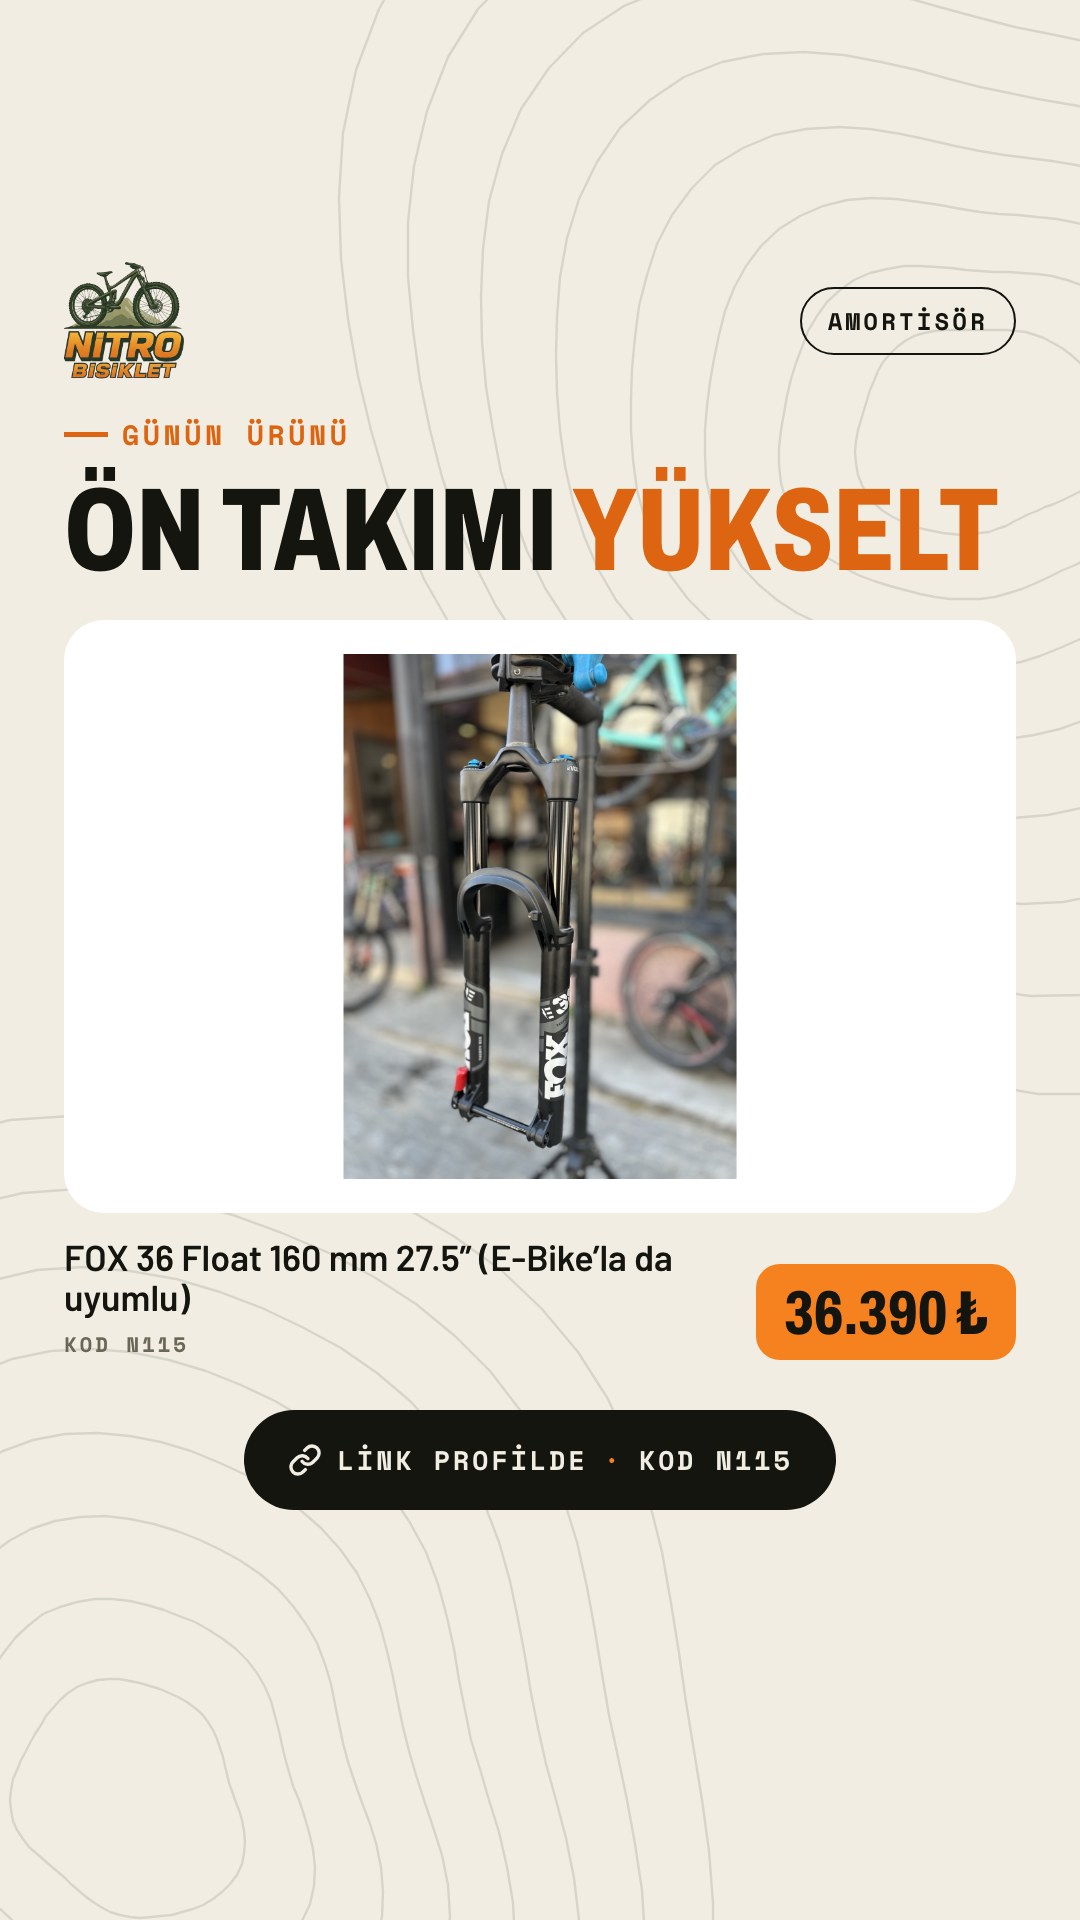 NiTRO
BiSiKLET
AMORTİSÖR
GÜNÜN ÜRÜNÜ
ÖN TAKIMI YÜKSELT
FOX
FOX 36 Float 160 mm 27.5” (E-Bike’la da
uyumlu)
KOD N115
36.390 ₺
LİNK PROFİLDE · KOD N115